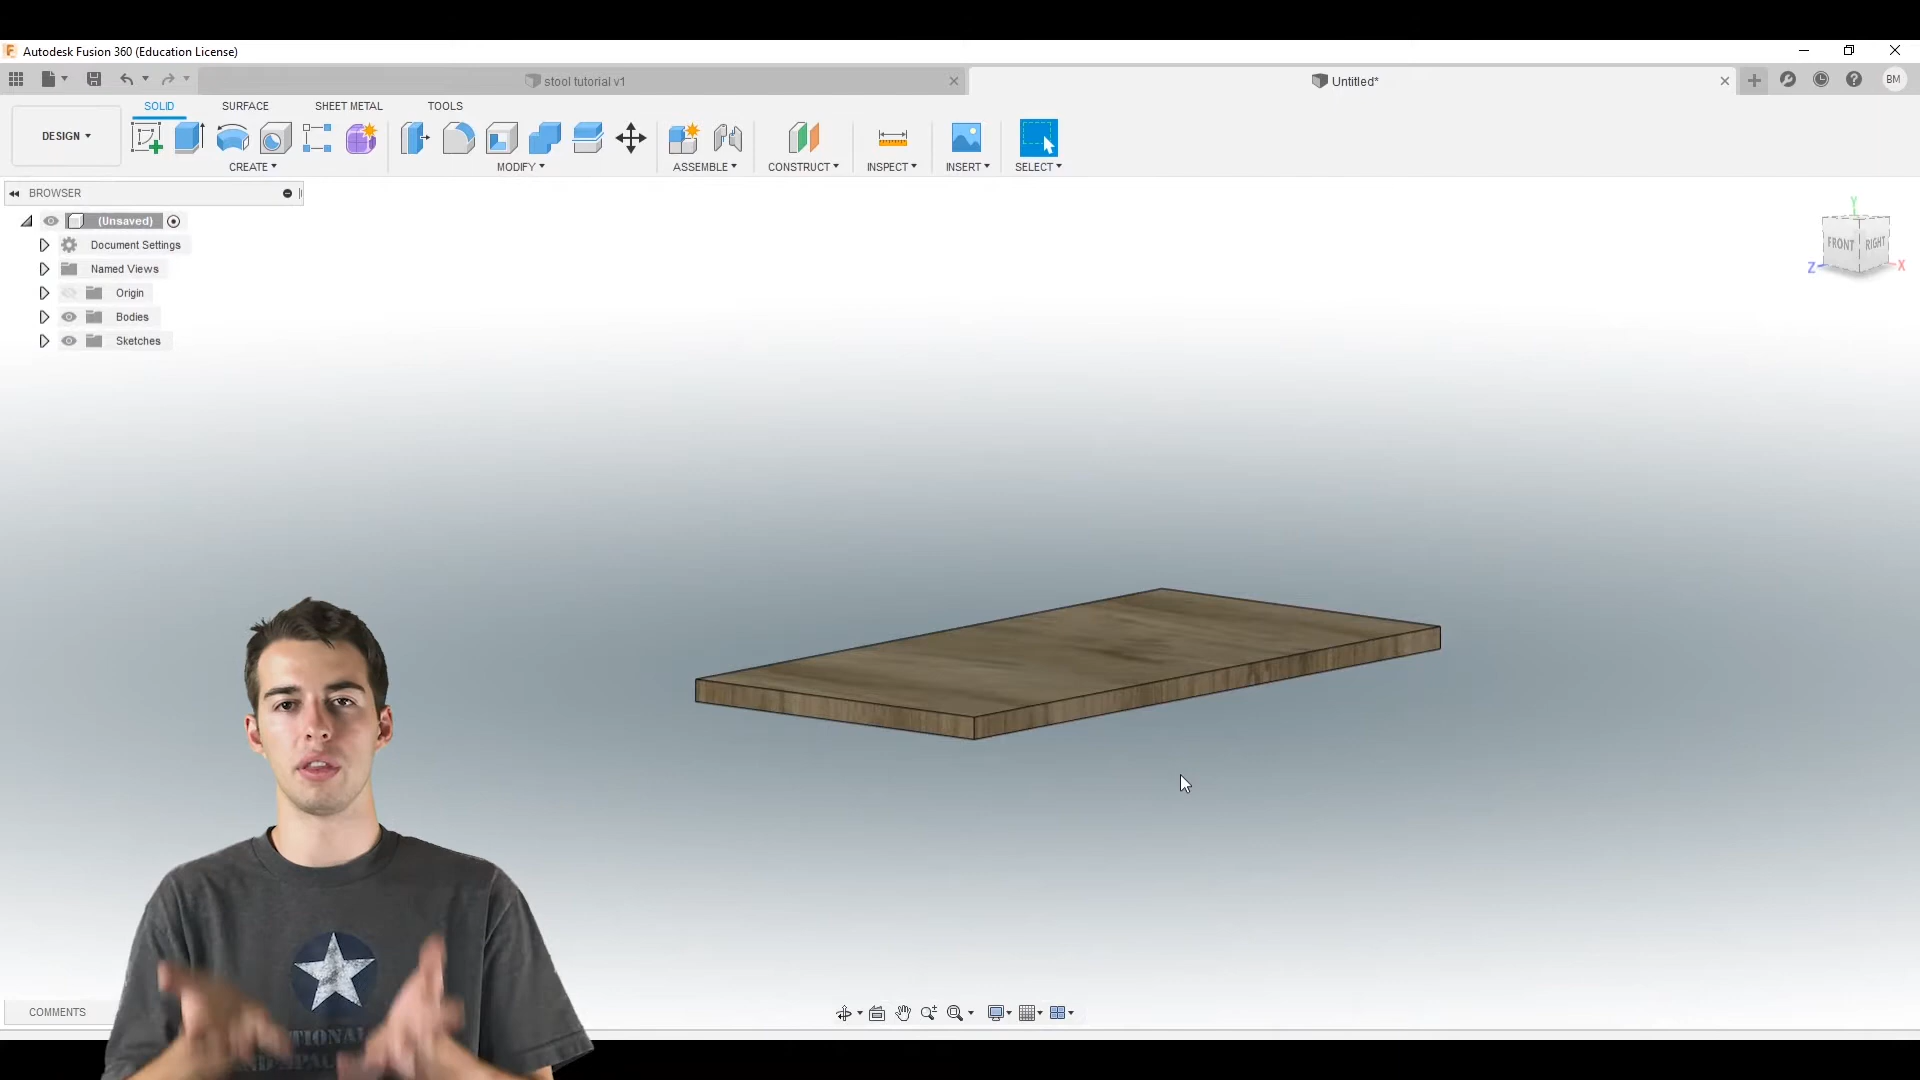 Autodesk Fusion 360 (Education License)
stool tutorial v1
Untitled*
BM
DESIGN
SOLID
SURFACE
SHEET METAL
TOOLS
CREATE
MODIFY
ASSEMBLE
CONSTRUCT
INSPECT
INSERT
SELECT
BROWSER
(Unsaved)
Document Settings
Named Views
Origin
Bodies
Sketches
Y
FRONT
RIGHT
Z
X
COMMENTS